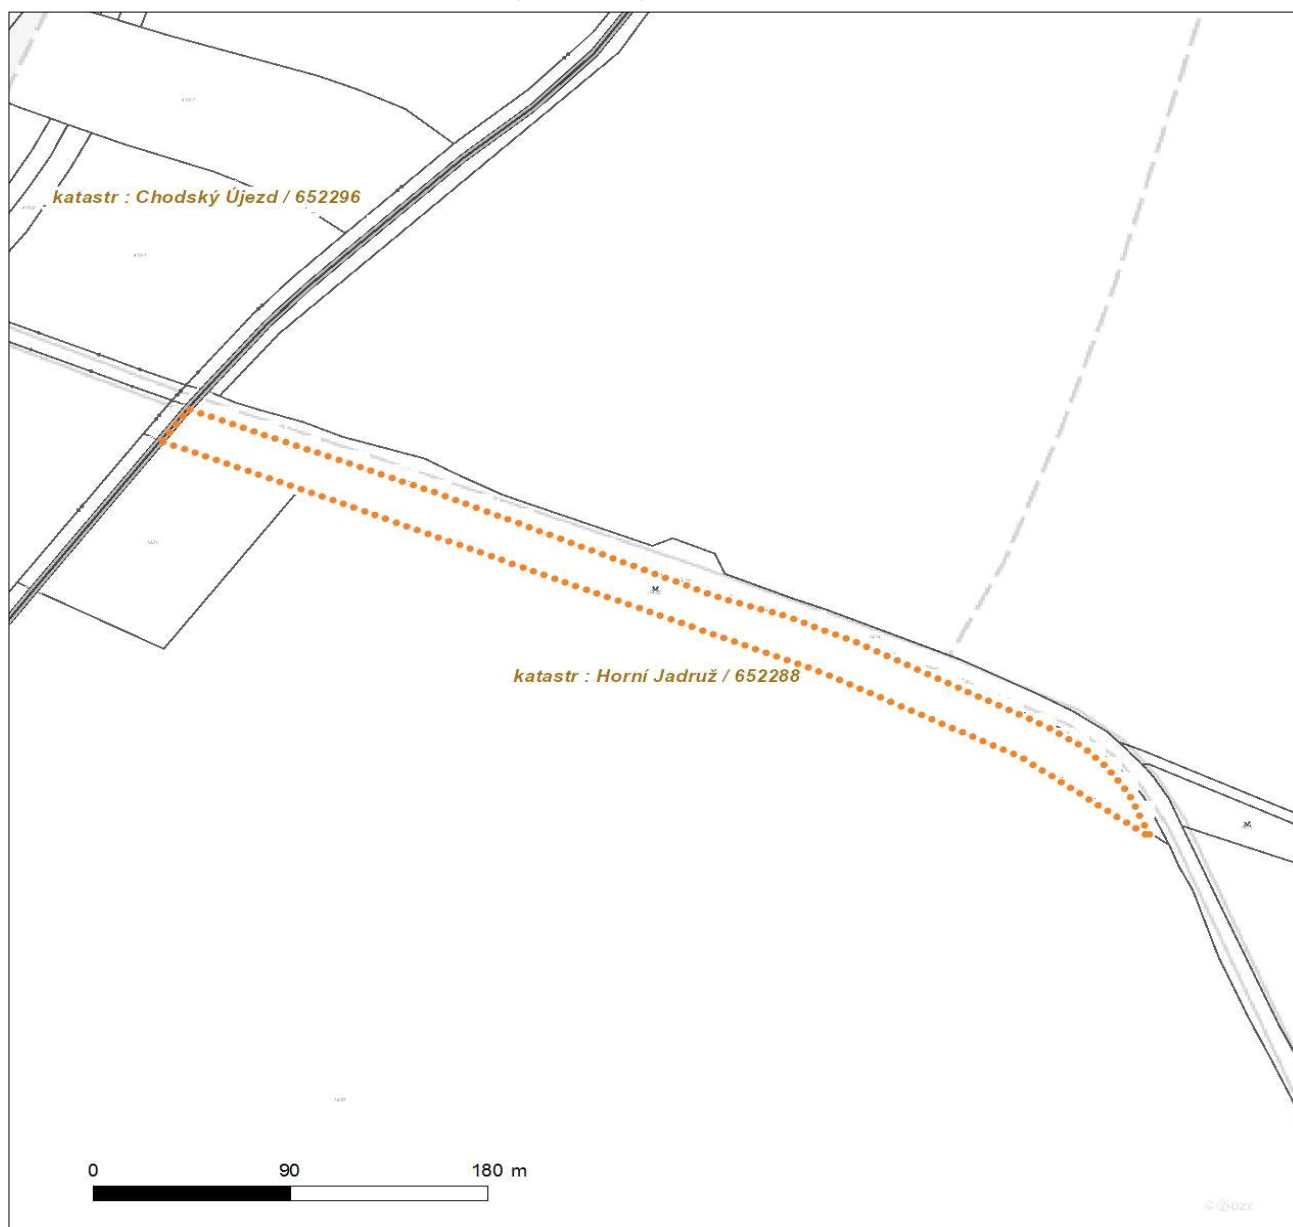 katastr : Chodský Újezd / 652296
katastr : Horní Jadruž / 652288
0 90 180 m